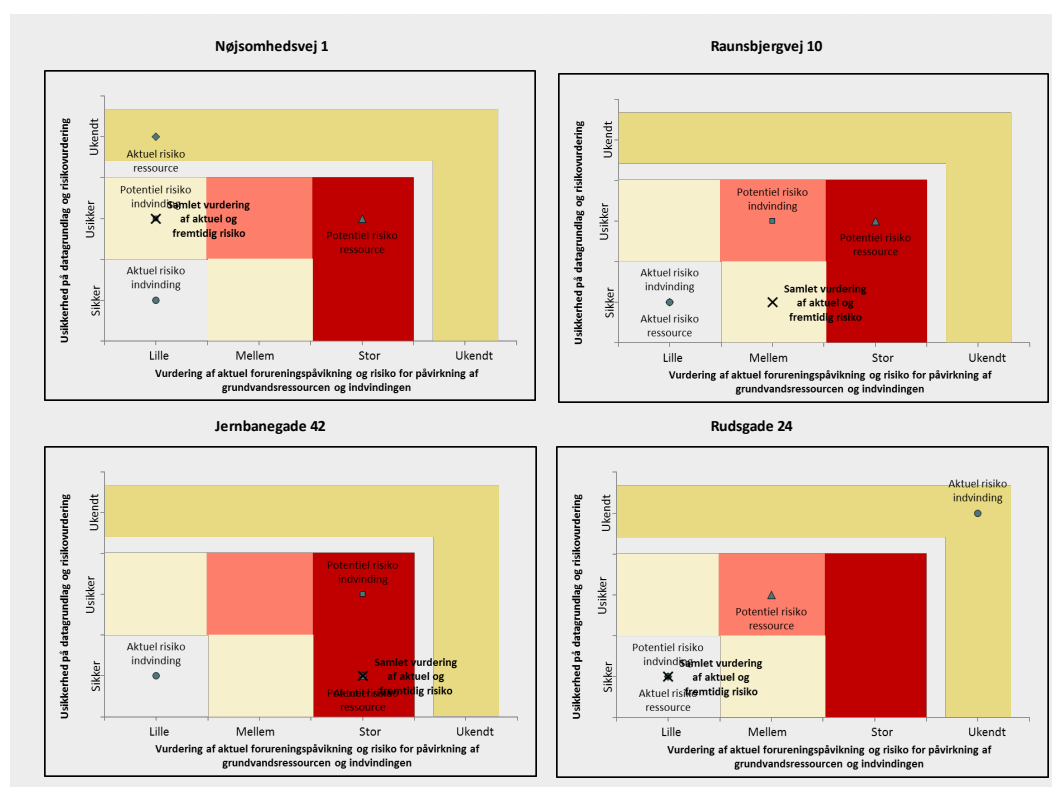 Nøjsomhedsvej 1
Usikkerhed på datagrundlag og risikovurdering
Ukendt
Usikker
Sikker
Aktuel risiko
ressource
Potentiel risiko
indvinding
Samlet vurdering
af aktuel og
fremtidig risiko
Potentiel risiko
ressource
Aktuel risiko
indvinding
Lille
Mellem
Stor
Ukendt
Vurdering af aktuel forureningspåvikning og risiko for påvirkning af
grundvandsressourcen og indvindingen
Raunsbjergvej 10
Usikkerhed på datagrundlag og risikovurdering
Ukendt
Usikker
Sikker
Potentiel risiko
indvinding
Potentiel risiko
ressource
Aktuel risiko
indvinding
Samlet vurdering
af aktuel og
fremtidig risiko
Aktuel risiko
ressource
Lille
Mellem
Stor
Ukendt
Vurdering af aktuel forureningspåvikning og risiko for påvirkning af
grundvandsressourcen og indvindingen
Jernbanegade 42
Usikkerhed på datagrundlag og risikovurdering
Ukendt
Usikker
Sikker
Potentiel risiko
indvinding
Aktuel risiko
indvinding
Samlet vurdering
af aktuel og
fremtidig risiko
ressource
Lille
Mellem
Stor
Ukendt
Vurdering af aktuel forureningspåvikning og risiko for påvirkning af
grundvandsressourcen og indvindingen
Rudsgade 24
Usikkerhed på datagrundlag og risikovurdering
Ukendt
Usikker
Sikker
Aktuel risiko
indvinding
Potentiel risiko
ressource
Potentiel risiko
indvinding
Samlet vurdering
af aktuel og
fremtidig risiko
Aktuel risiko
ressource
Lille
Mellem
Stor
Ukendt
Vurdering af aktuel forureningspåvikning og risiko for påvirkning af
grundvandsressourcen og indvindingen